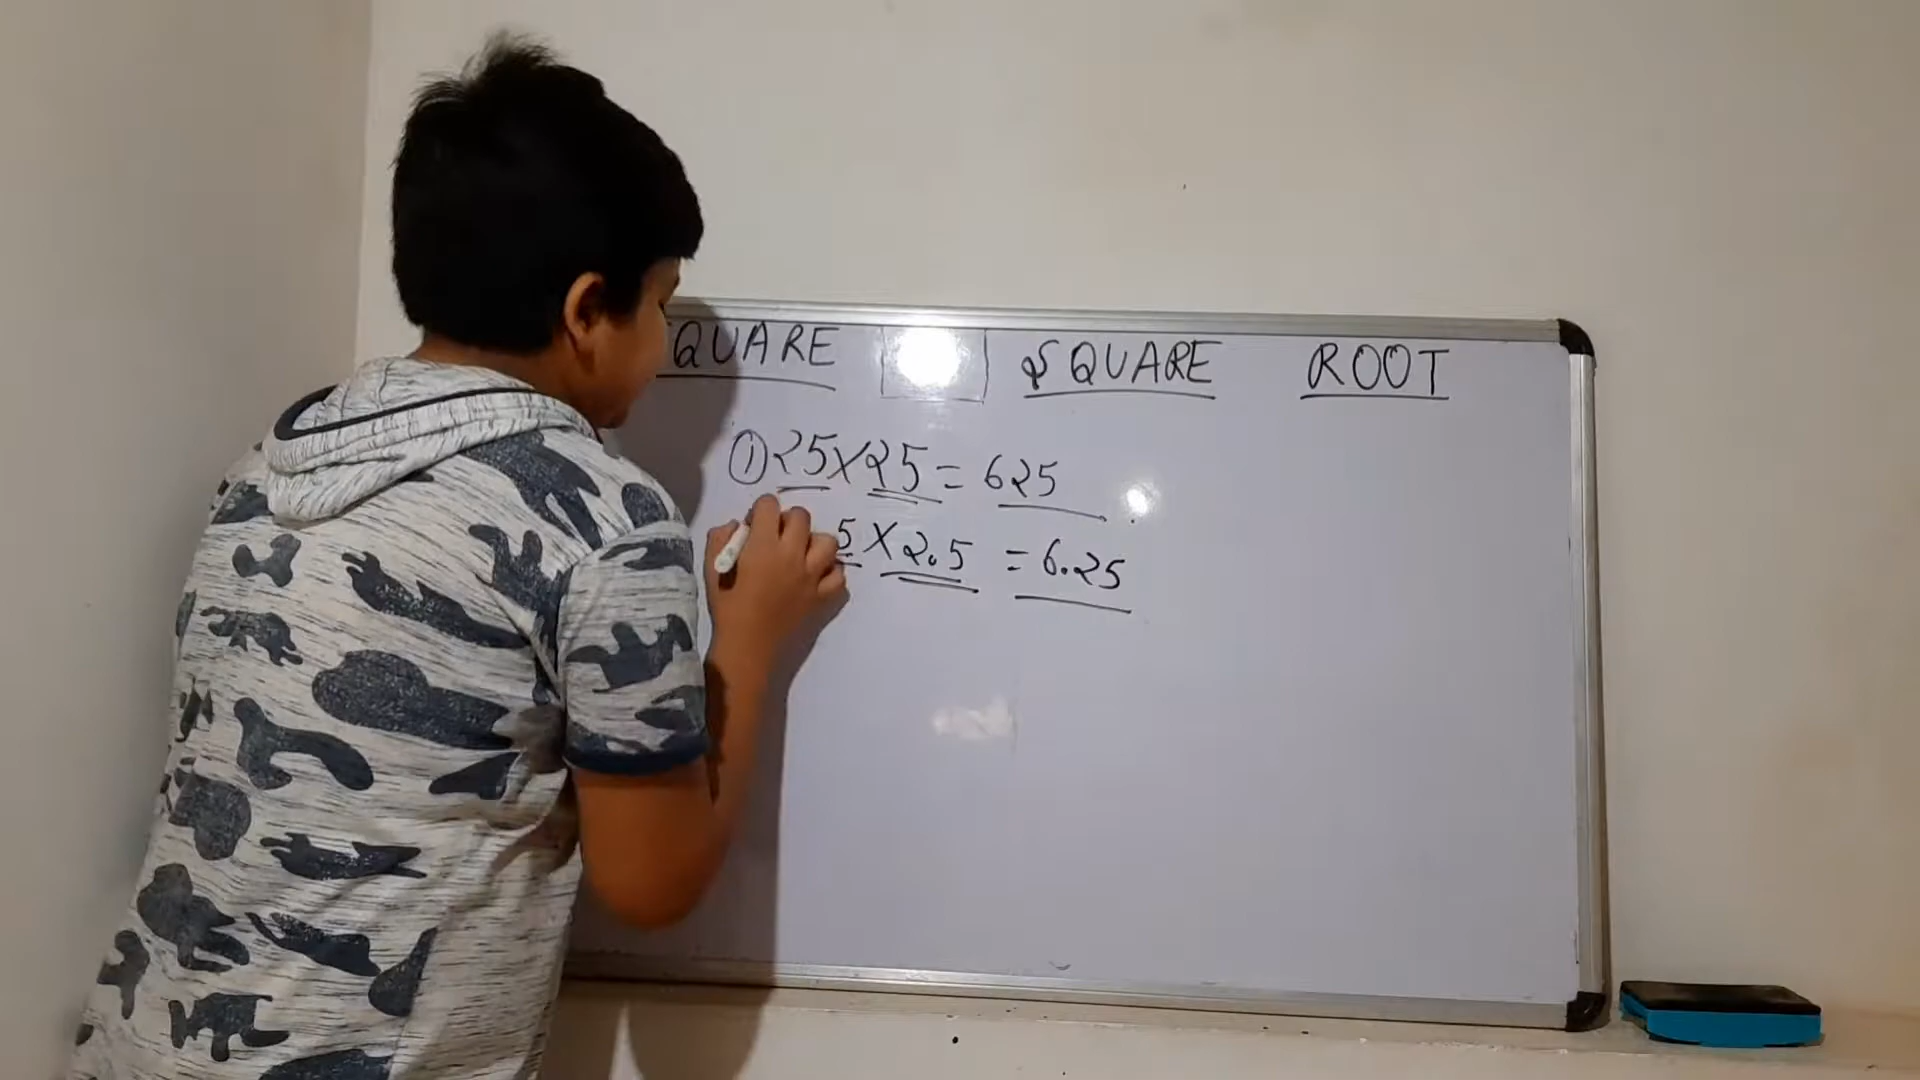 QUARE SQUARE ROOT
① 25 X 25 = 625
5 X 2.5 = 6.25